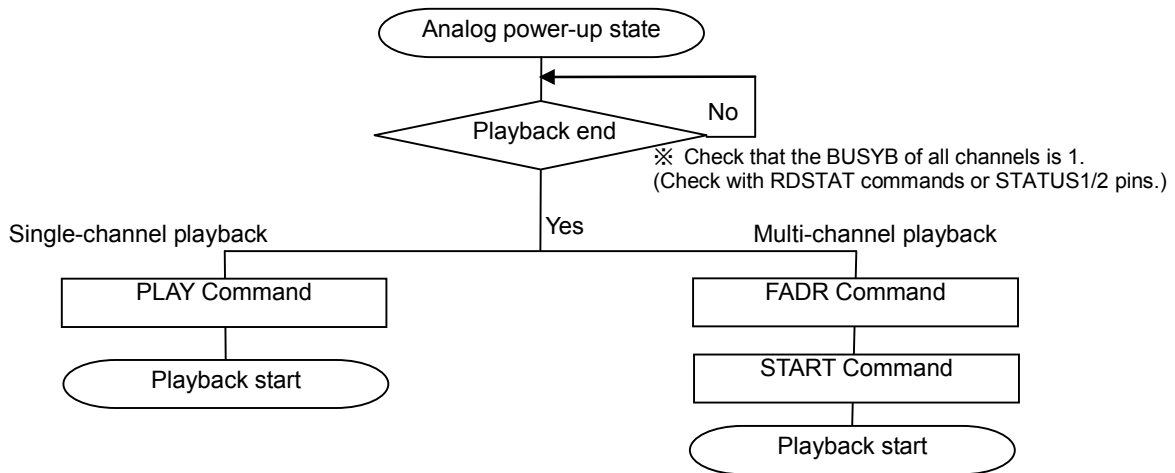 Analog power-up state
No
Playback end
※ Check that the BUSYB of all channels is 1.
(Check with RDSTAT commands or STATUS1/2 pins.)
Yes
Single-channel playback
Multi-channel playback
PLAY Command
FADR Command
START Command
Playback start
Playback start